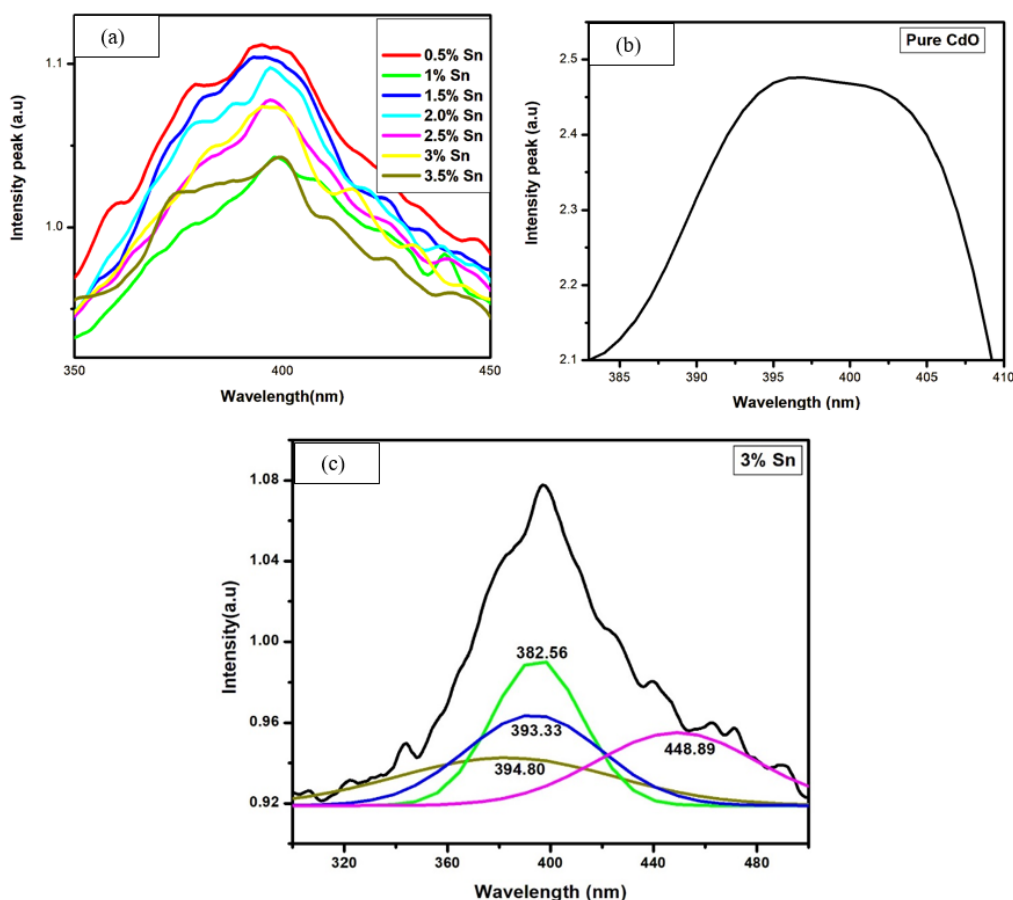 (a)
0.5% Sn
1% Sn
1.5% Sn
2.0% Sn
2.5% Sn
3% Sn
3.5% Sn
Intensity peak (a.u)
1.1
1.0
350
400
450
Wavelength(nm)
(b)
Pure CdO
Intensity peak (a.u)
2.5
2.4
2.3
2.2
2.1
385
390
395
400
405
410
Wavelength (nm)
(c)
3% Sn
Intensity(a.u)
1.08
1.04
1.00
0.96
0.92
382.56
393.33
394.80
448.89
320
360
400
440
480
Wavelength (nm)